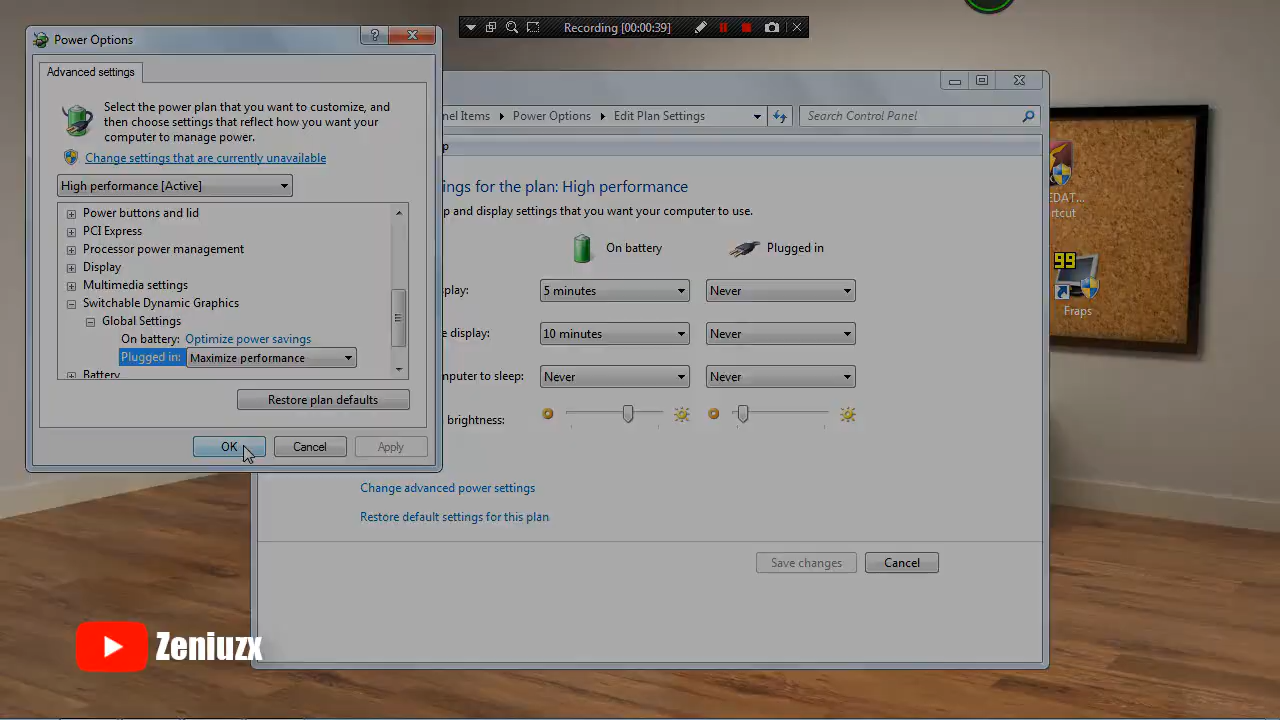 Recording [00:00:39]
Power Options
Advanced settings
Select the power plan that you want to customize, and
then choose settings that reflect how you want your
computer to manage power.
Change settings that are currently unavailable
High performance [Active]
Power buttons and lid
PCI Express
Processor power management
Display
Multimedia settings
Switchable Dynamic Graphics
Global Settings
On battery: Optimize power savings
Plugged in: Maximize performance
Battery
Restore plan defaults
OK Cancel Apply
nel Items Power Options Edit Plan Settings Search Control Panel
p
ings for the plan: High performance
p and display settings that you want your computer to use.
On battery Plugged in
play: 5 minutes Never
e display: 10 minutes Never
mputer to sleep: Never Never
brightness:
Change advanced power settings
Restore default settings for this plan
Save changes Cancel
EDAT...
rtcut
99
Fraps
Zeniuzx